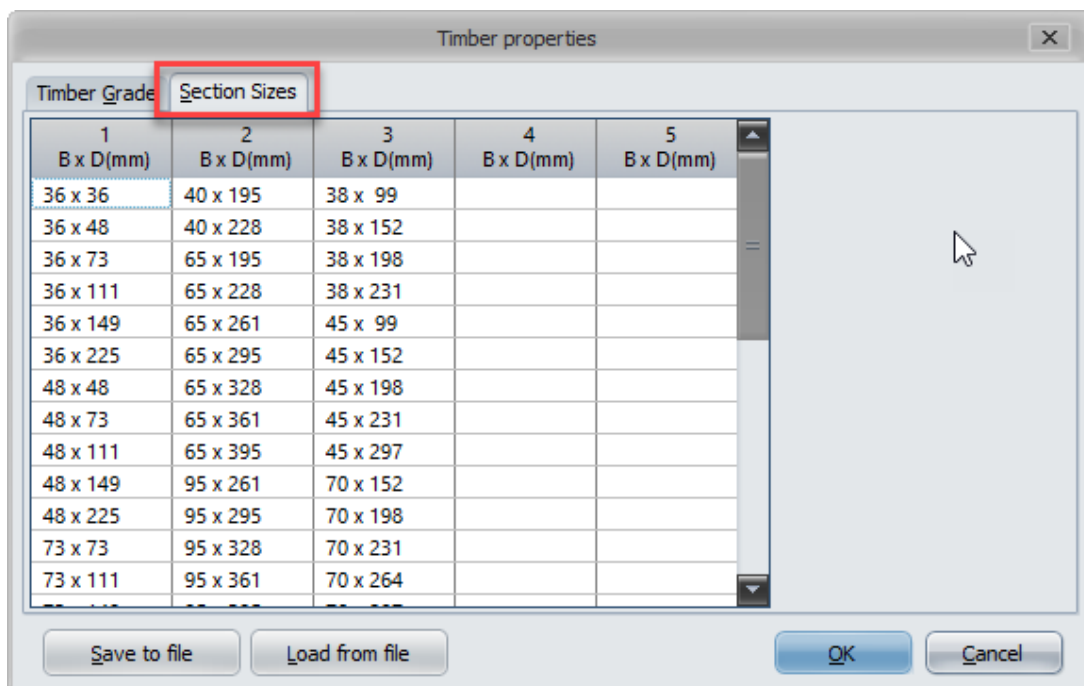 Timber properties
Timber Grade Section Sizes
1 2 3 4 5
B x D(mm) B x D(mm) B x D(mm) B x D(mm) B x D(mm)
36 x 36 40 x 195 38 x  99
36 x 48 40 x 228 38 x 152
36 x 73 65 x 195 38 x 198
36 x 111 65 x 228 38 x 231
36 x 149 65 x 261 45 x  99
36 x 225 65 x 295 45 x 152
48 x 48 65 x 328 45 x 198
48 x 73 65 x 361 45 x 231
48 x 111 65 x 395 45 x 297
48 x 149 95 x 261 70 x 152
48 x 225 95 x 295 70 x 198
73 x 73 95 x 328 70 x 231
73 x 111 95 x 361 70 x 264
Save to file Load from file OK Cancel